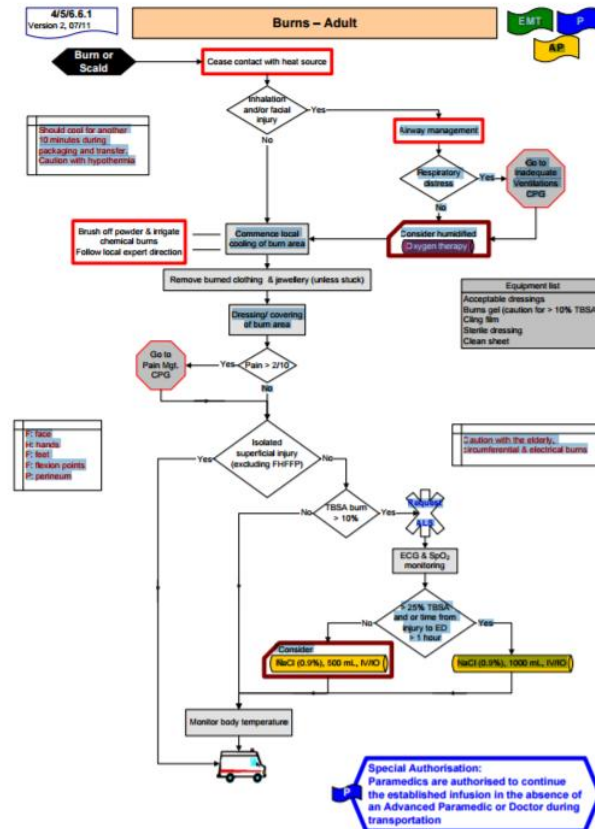 4/5/6.6.1
Version 2, 07/11
Burns – Adult
EMT
P
AP
Burn or
Scald
Cease contact with heat source
Inhalation
and/or facial
injury
Yes
No
Should cool for another
10 minutes during
packaging and transfer.
Caution with hypothermia
Airway management
Respiratory
distress
Yes
No
Go to
Inadequate
Ventilations
CPG
Brush off powder & irrigate
chemical burns
Follow local expert direction
Commence local
cooling of burn area
Consider humidified
Oxygen therapy
Remove burned clothing & jewellery (unless stuck)
Equipment list
Acceptable dressings
Burns gel (caution for > 10% TBSA)
Cling film
Sterile dressing
Clean sheet
Dressing/ covering
of burn area
Go to
Pain Mgt.
CPG
Yes
Pain > 2/10
No
F: face
H: hands
F: feet
F: flexion points
P: perineum
Yes
Isolated
superficial injury
(excluding FHFFP)
No
Caution with the elderly,
circumferential & electrical burns
No
TBSA burn
> 10%
Yes
Request
ALS
ECG & SpO₂
monitoring
No
> 25% TBSA
and or time from
injury to ED
> 1 hour
Yes
Consider
NaCl (0.9%), 500 mL, IV/IO
NaCl (0.9%), 1000 mL, IV/IO
Monitor body temperature
P
Special Authorisation:
Paramedics are authorised to continue
the established infusion in the absence of
an Advanced Paramedic or Doctor during
transportation